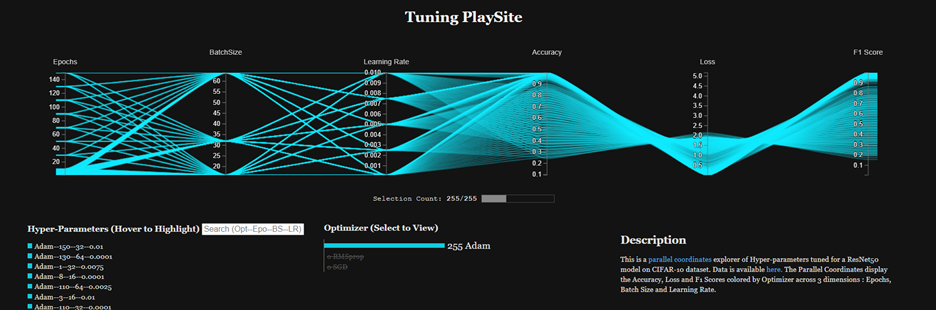 Tuning PlaySite
Epochs
BatchSize
Learning Rate
Accuracy
Loss
F1 Score
140
120
100
80
60
40
20
60
55
50
45
40
35
30
25
20
0.010
0.009
0.008
0.007
0.006
0.005
0.004
0.003
0.002
0.001
0.9
0.8
0.7
0.6
0.5
0.4
0.3
0.2
0.1
5.0
4.5
4.0
3.5
3.0
2.5
2.0
1.5
1.0
0.5
0.9
0.8
0.7
0.6
0.5
0.4
0.3
0.2
0.1
Selection Count: 255/255
Hyper-Parameters (Hover to Highlight) Search (Opt--Epo--BS--LR)
Adam--150--32--0.01
Adam--130--64--0.0001
Adam--1--32--0.0075
Adam--8--16--0.0001
Adam--110--64--0.0025
Adam--3--16--0.01
Adam--110--32--0.0001
Optimizer (Select to View)
255 Adam
0 RMSprop
0 SGD
Description
This is a parallel coordinates explorer of Hyper-parameters tuned for a ResNet50
model on CIFAR-10 dataset. Data is available here. The Parallel Coordinates display
the Accuracy, Loss and F1 Scores colored by Optimizer across 3 dimensions : Epochs,
Batch Size and Learning Rate.